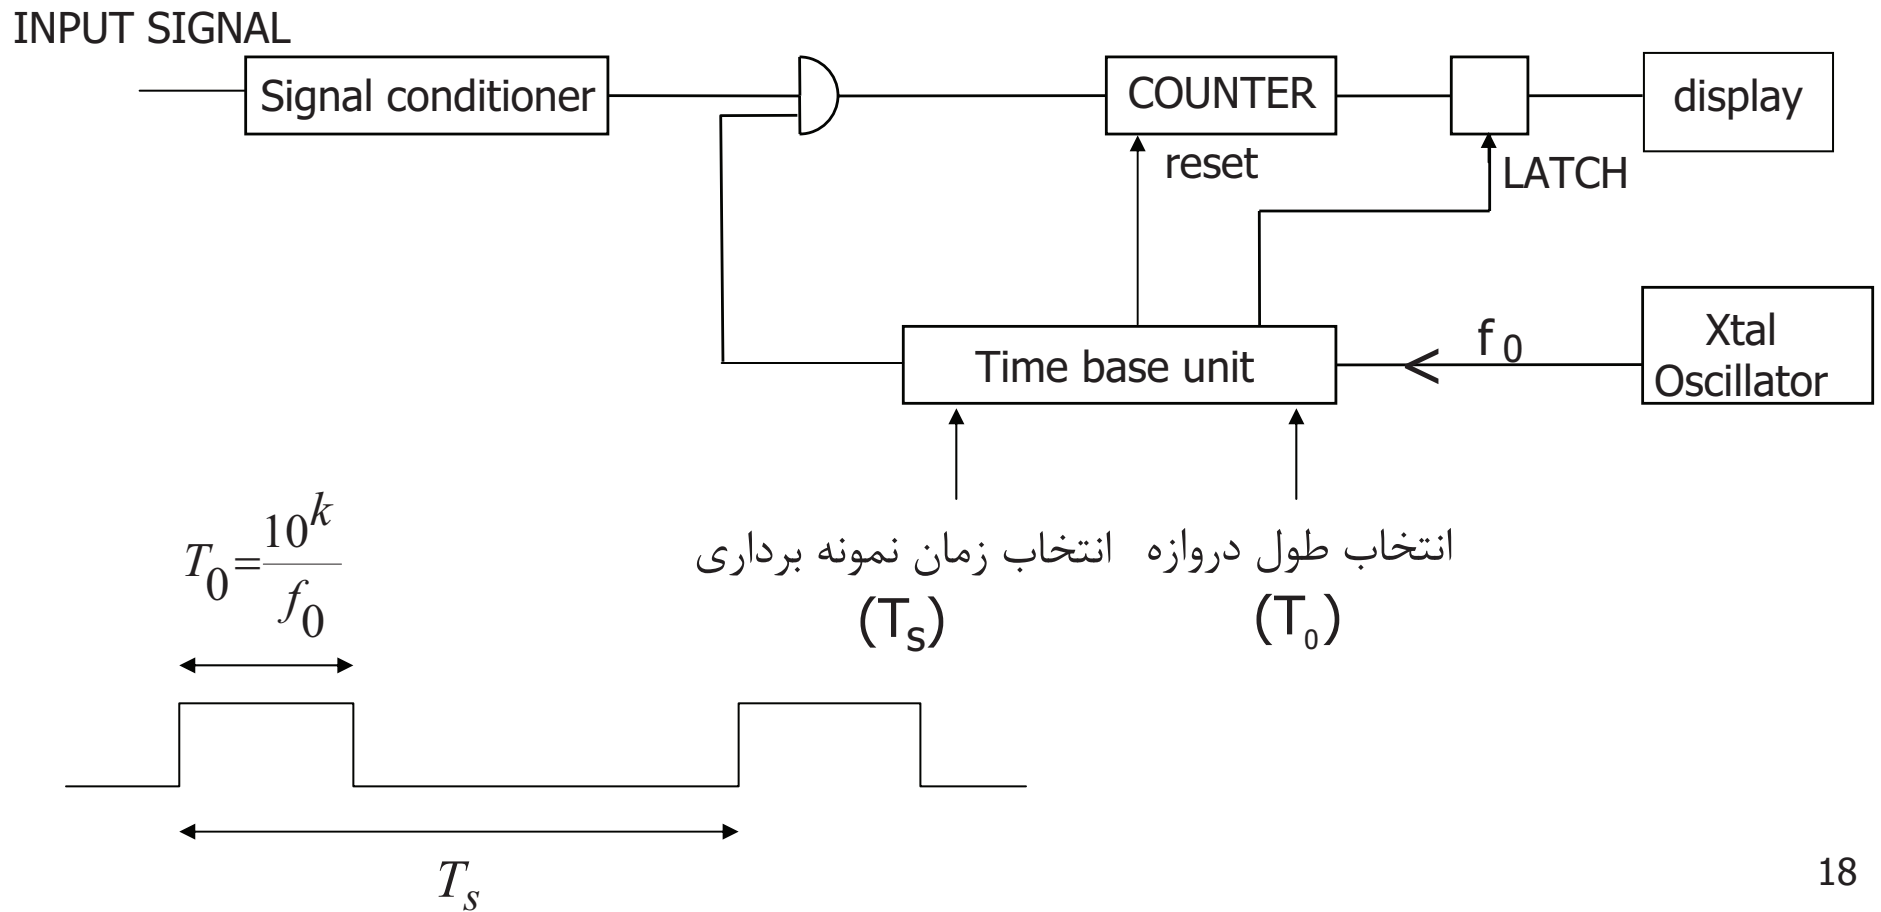 INPUT SIGNAL
Signal conditioner
COUNTER
display
reset
LATCH
Time base unit
f 0
Xtal
Oscillator
انتخاب طول دروازه
(T0)
انتخاب زمان نمونه برداری
(Ts)
T0=10^k/f0
Ts
18